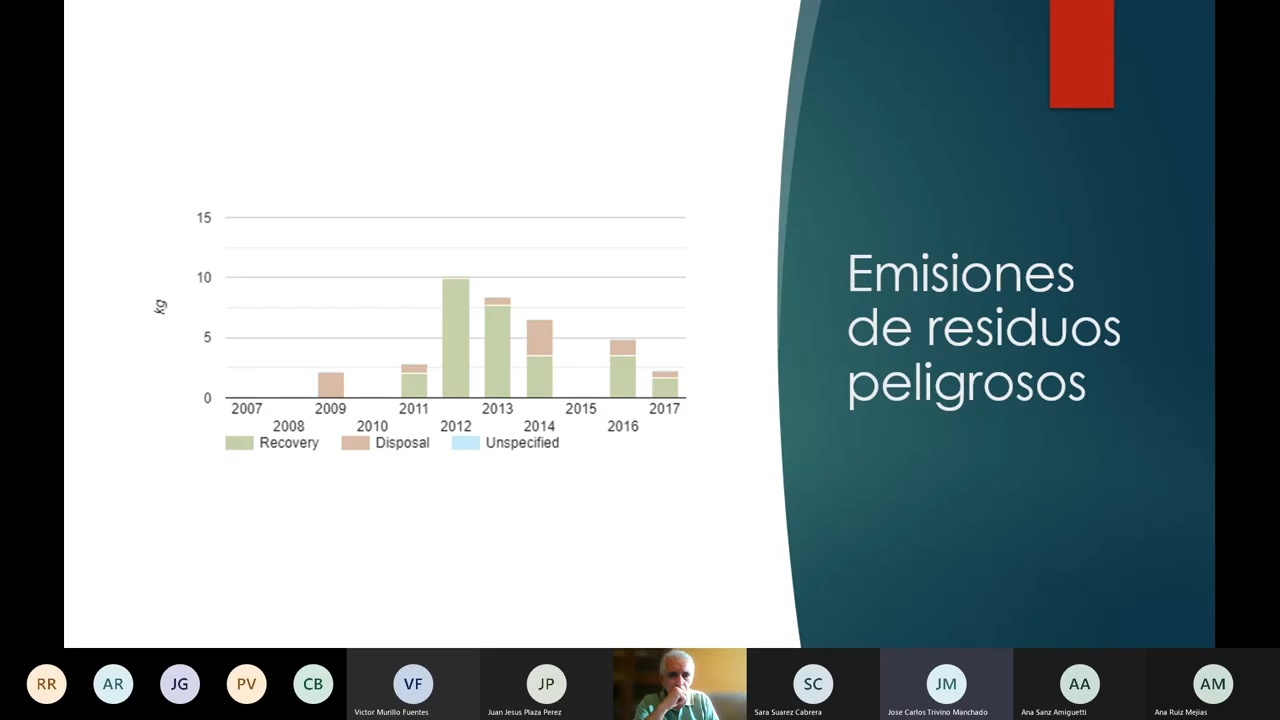 15
10
5
0
kg
2007 2009 2011 2013 2015 2017
2008 2010 2012 2014 2016
Recovery Disposal Unspecified
Emisiones
de residuos
peligrosos
RR AR JG PV CB VF JP SC JM AA AM
Victor Murillo Fuentes Juan Jesus Plaza Perez Sara Suarez Cabrera Jose Carlos Trivino Manchado Ana Sanz Amiguetti Ana Ruiz Mejias